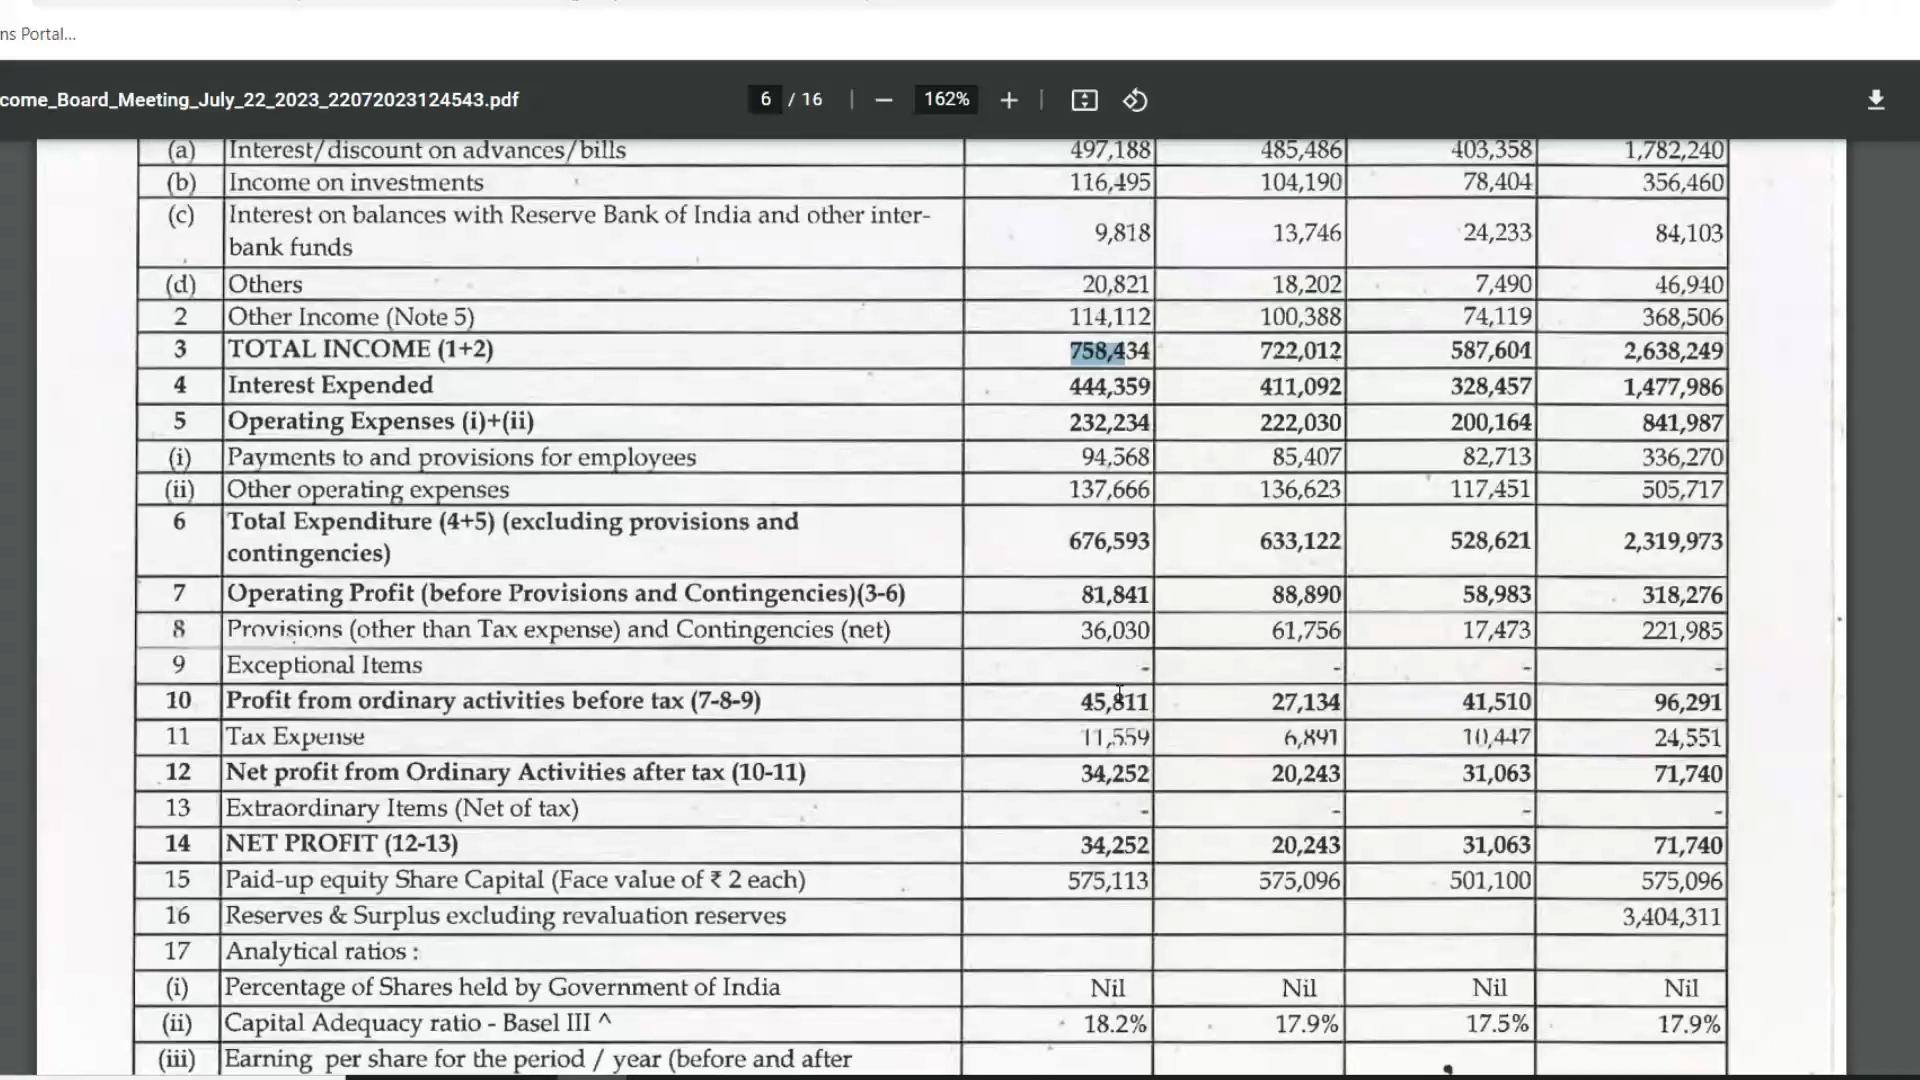 ns Portal...
come_Board_Meeting_July_22_2023_22072023124543.pdf 6 / 16 162%
(a) Interest/discount on advances/bills 497,188 485,486 403,358 1,782,240
(b) Income on investments 116,495 104,190 78,404 356,460
(c) Interest on balances with Reserve Bank of India and other inter-
bank funds 9,818 13,746 24,233 84,103
(d) Others 20,821 18,202 7,490 46,940
2 Other Income (Note 5) 114,112 100,388 74,119 368,506
3 TOTAL INCOME (1+2) 758,434 722,012 587,604 2,638,249
4 Interest Expended 444,359 411,092 328,457 1,477,986
5 Operating Expenses (i)+(ii) 232,234 222,030 200,164 841,987
(i) Payments to and provisions for employees 94,568 85,407 82,713 336,270
(ii) Other operating expenses 137,666 136,623 117,451 505,717
6 Total Expenditure (4+5) (excluding provisions and
contingencies) 676,593 633,122 528,621 2,319,973
7 Operating Profit (before Provisions and Contingencies)(3-6) 81,841 88,890 58,983 318,276
8 Provisions (other than Tax expense) and Contingencies (net) 36,030 61,756 17,473 221,985
9 Exceptional Items - - - -
10 Profit from ordinary activities before tax (7-8-9) 45,811 27,134 41,510 96,291
11 Tax Expense 11,559 6,891 10,447 24,551
12 Net profit from Ordinary Activities after tax (10-11) 34,252 20,243 31,063 71,740
13 Extraordinary Items (Net of tax) - - - -
14 NET PROFIT (12-13) 34,252 20,243 31,063 71,740
15 Paid-up equity Share Capital (Face value of ₹ 2 each) 575,113 575,096 501,100 575,096
16 Reserves & Surplus excluding revaluation reserves 3,404,311
17 Analytical ratios :
(i) Percentage of Shares held by Government of India Nil Nil Nil Nil
(ii) Capital Adequacy ratio - Basel III ^ 18.2% 17.9% 17.5% 17.9%
(iii) Earning per share for the period / year (before and after